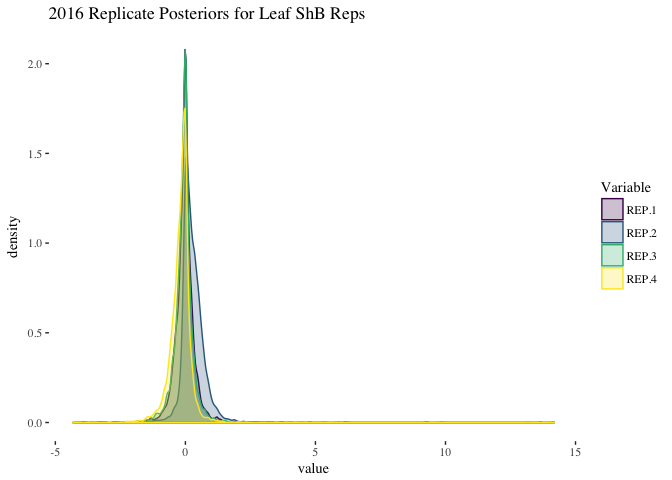 2016 Replicate Posteriors for Leaf ShB Reps
2.0
1.5
1.0
0.5
0.0
density
-5
0
5
10
15
value
Variable
REP.1
REP.2
REP.3
REP.4